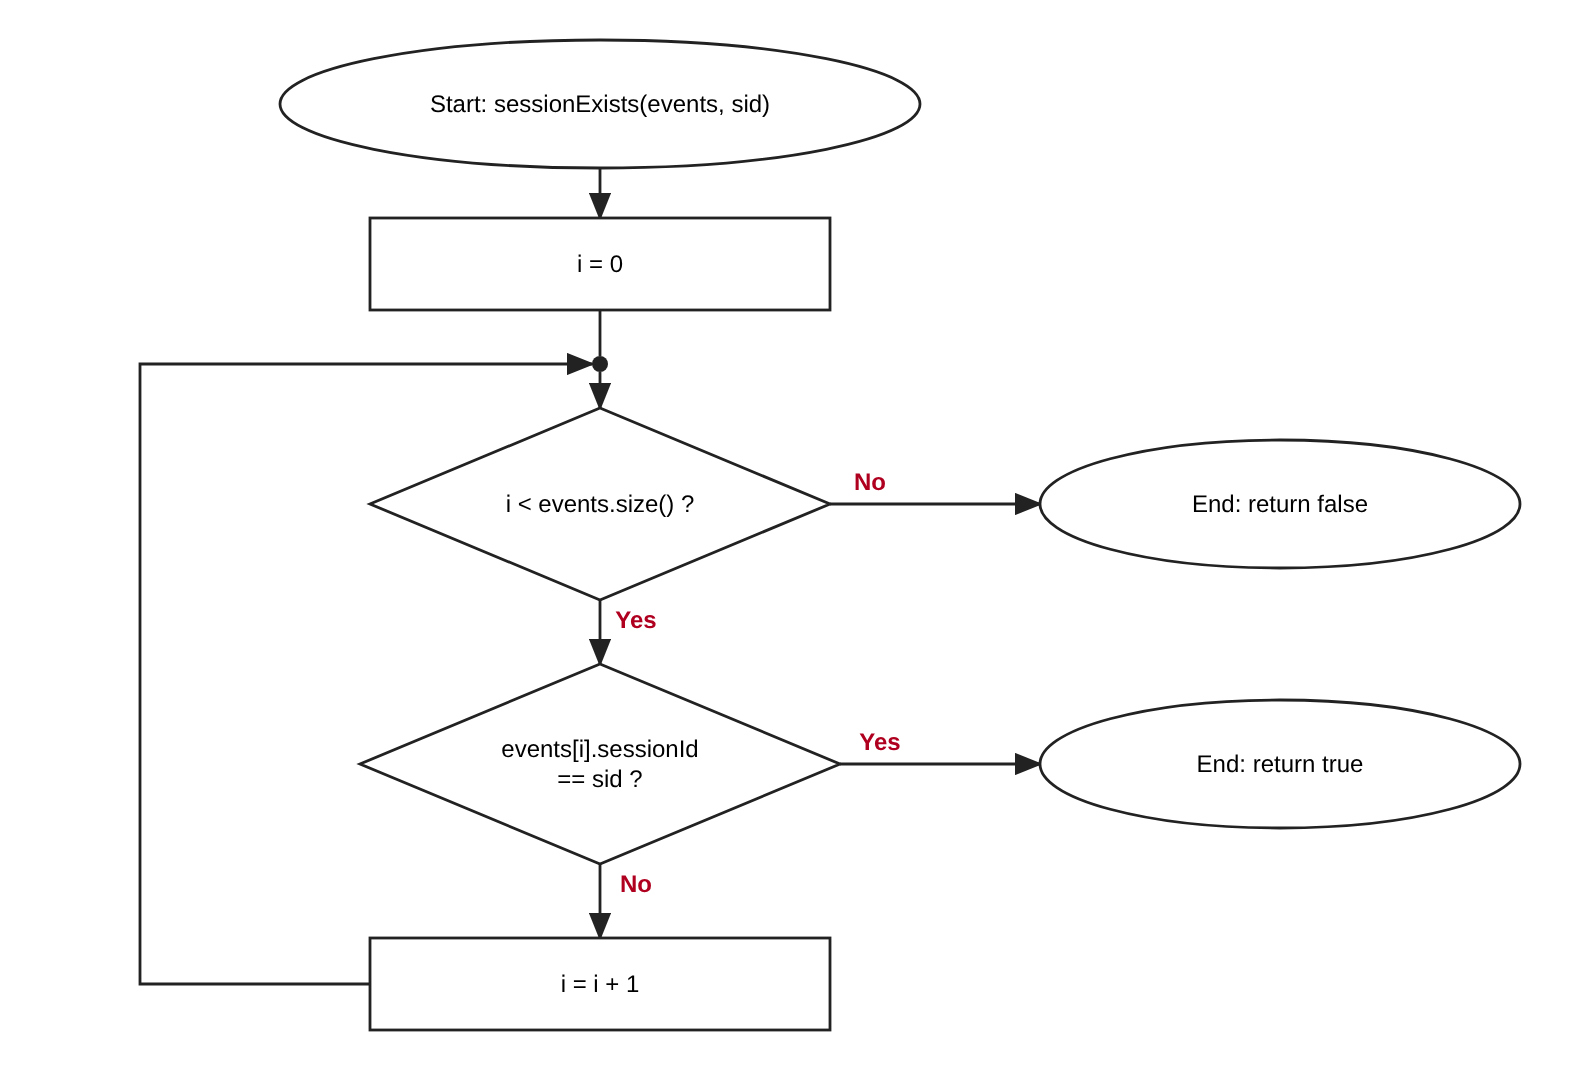 Start: sessionExists(events, sid)
i = 0
i < events.size() ?
No
End: return false
Yes
events[i].sessionId
== sid ?
Yes
End: return true
No
i = i + 1